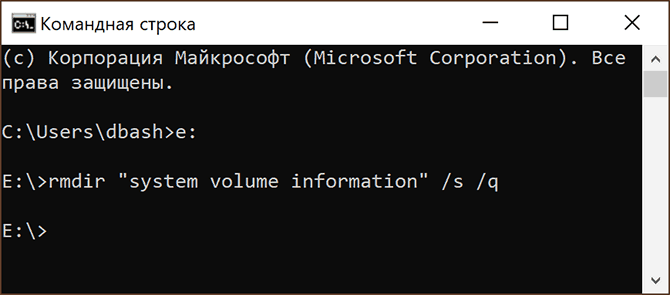 Командная строка
(c) Корпорация Майкрософт (Microsoft Corporation). Все
права защищены.
C:\Users\dbash>e:
E:\>rmdir "system volume information" /s /q
E:\>